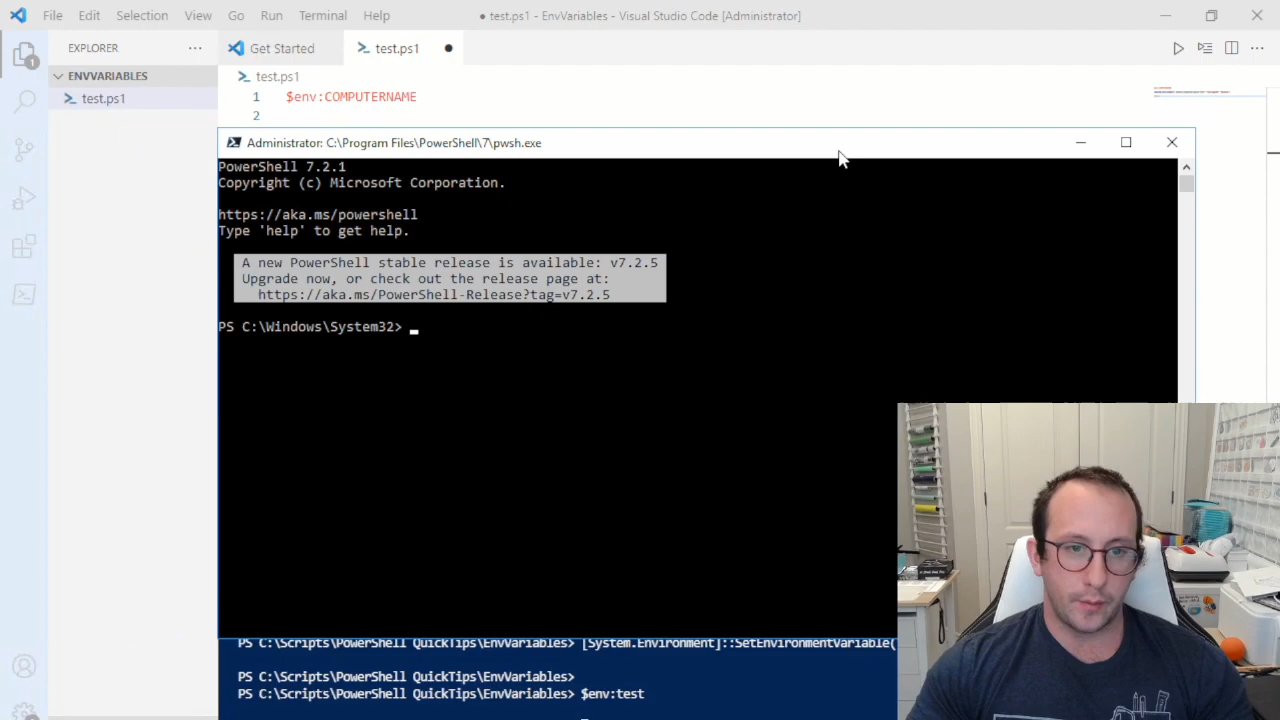 File Edit Selection View Go Run Terminal Help ● test.ps1 - EnvVariables - Visual Studio Code [Administrator]
EXPLORER ··· Get Started test.ps1 ●
ENVVARIABLES test.ps1
test.ps1 1 $env:COMPUTERNAME
2
1
Administrator: C:\Program Files\PowerShell\7\pwsh.exe
PowerShell 7.2.1
Copyright (c) Microsoft Corporation.
https://aka.ms/powershell
Type 'help' to get help.
A new PowerShell stable release is available: v7.2.5
Upgrade now, or check out the release page at:
https://aka.ms/PowerShell-Release?tag=v7.2.5
PS C:\Windows\System32>
PS C:\Scripts\PowerShell QuickTips\EnvVariables> [System.Environment]::SetEnvironmentVariable(
PS C:\Scripts\PowerShell QuickTips\EnvVariables>
PS C:\Scripts\PowerShell QuickTips\EnvVariables> $env:test